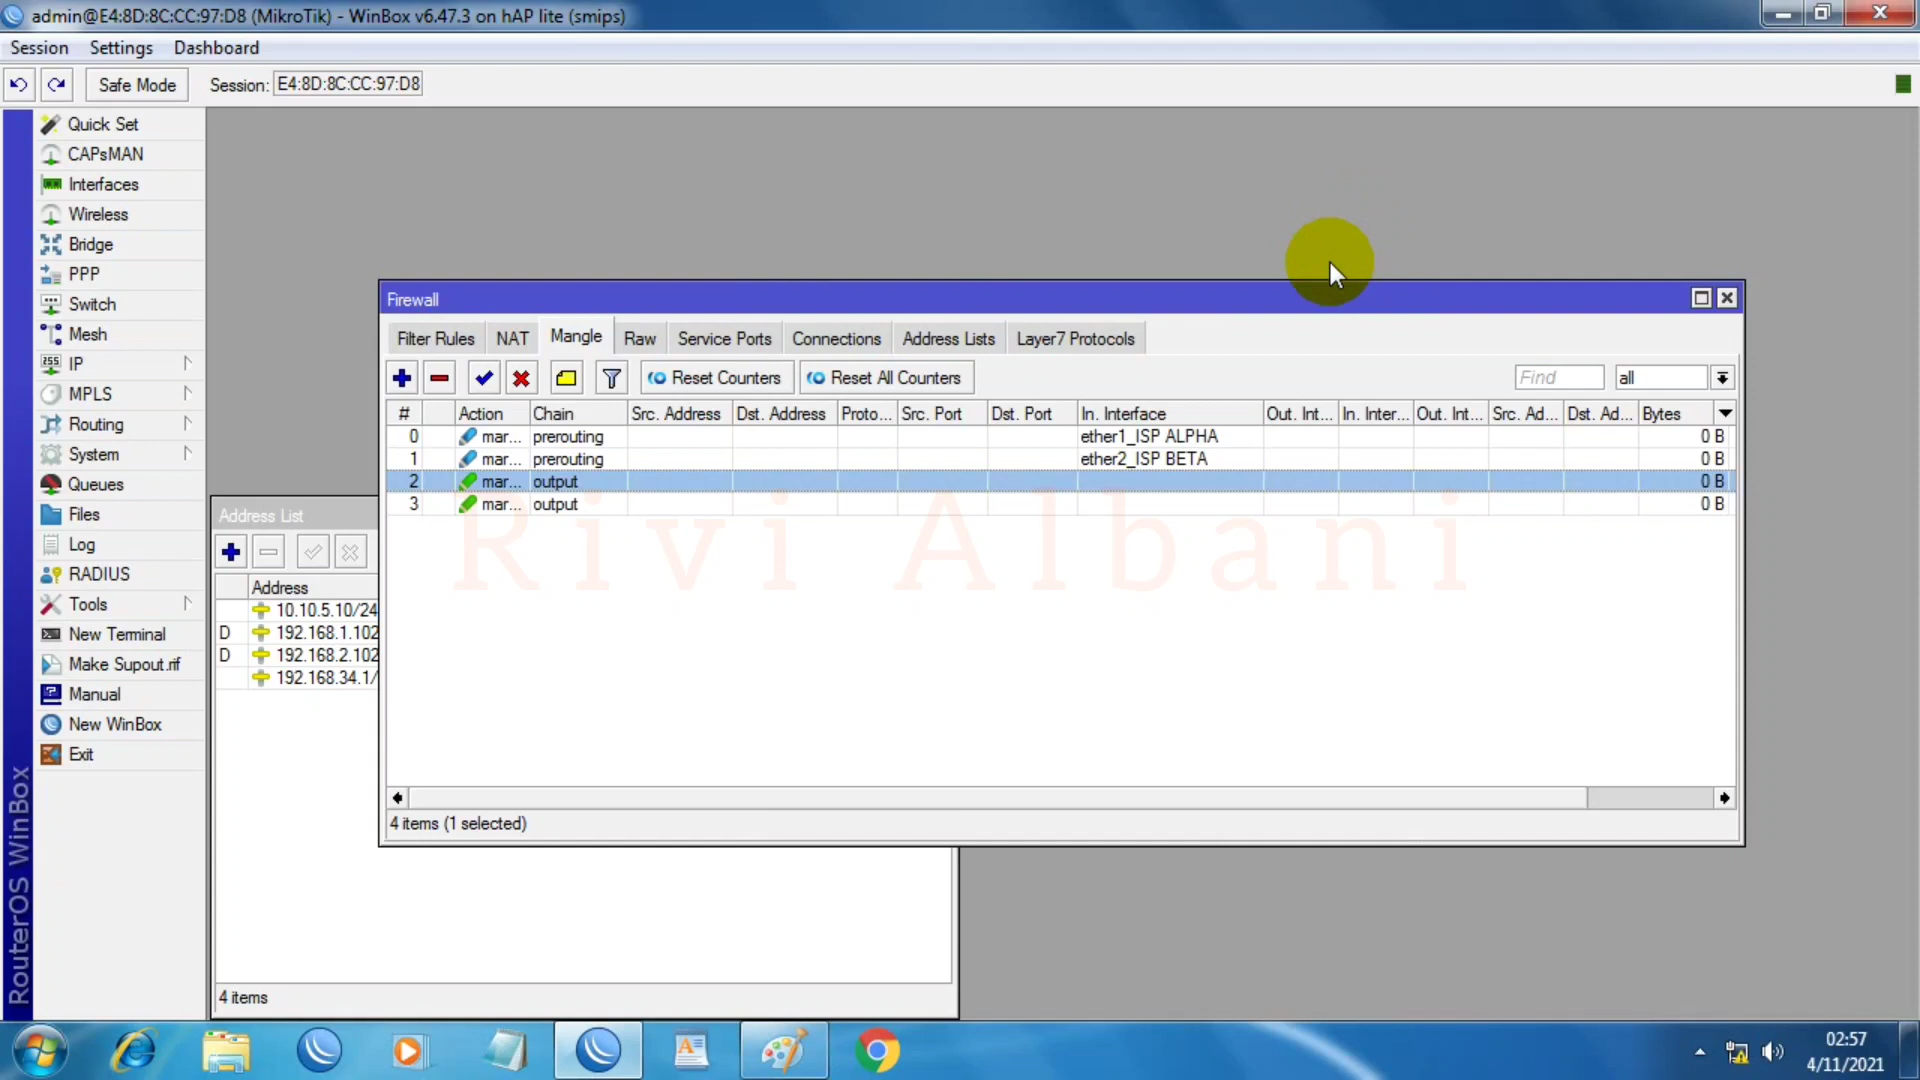 admin@E4:8D:8C:CC:97:D8 (MikroTik) - WinBox v6.47.3 on hAP lite (smips)
Session Settings Dashboard
Safe Mode Session: E4:8D:8C:CC:97:D8
Quick Set
CAPsMAN
Interfaces
Wireless
Bridge
PPP
Switch
Mesh
IP
MPLS
Routing
System
Queues
Files
Log
RADIUS
Tools
New Terminal
Make Supout.rif
Manual
New WinBox
Exit
RouterOS WinBox
Firewall
Filter Rules NAT Mangle Raw Service Ports Connections Address Lists Layer7 Protocols
Reset Counters Reset All Counters Find all
# Action Chain Src. Address Dst. Address Proto... Src. Port Dst. Port In. Interface Out. Int... In. Inter... Out. Int... Src. Ad... Dst. Ad... Bytes
0 mar... prerouting ether1_ISP ALPHA 0 B
1 mar... prerouting ether2_ISP BETA 0 B
2 mar... output 0 B
3 mar... output 0 B
Rivi Albani
4 items (1 selected)
Address List
Address
10.10.5.10/24
D 192.168.1.102
D 192.168.2.102
192.168.34.1/
4 items
02:57
4/11/2021